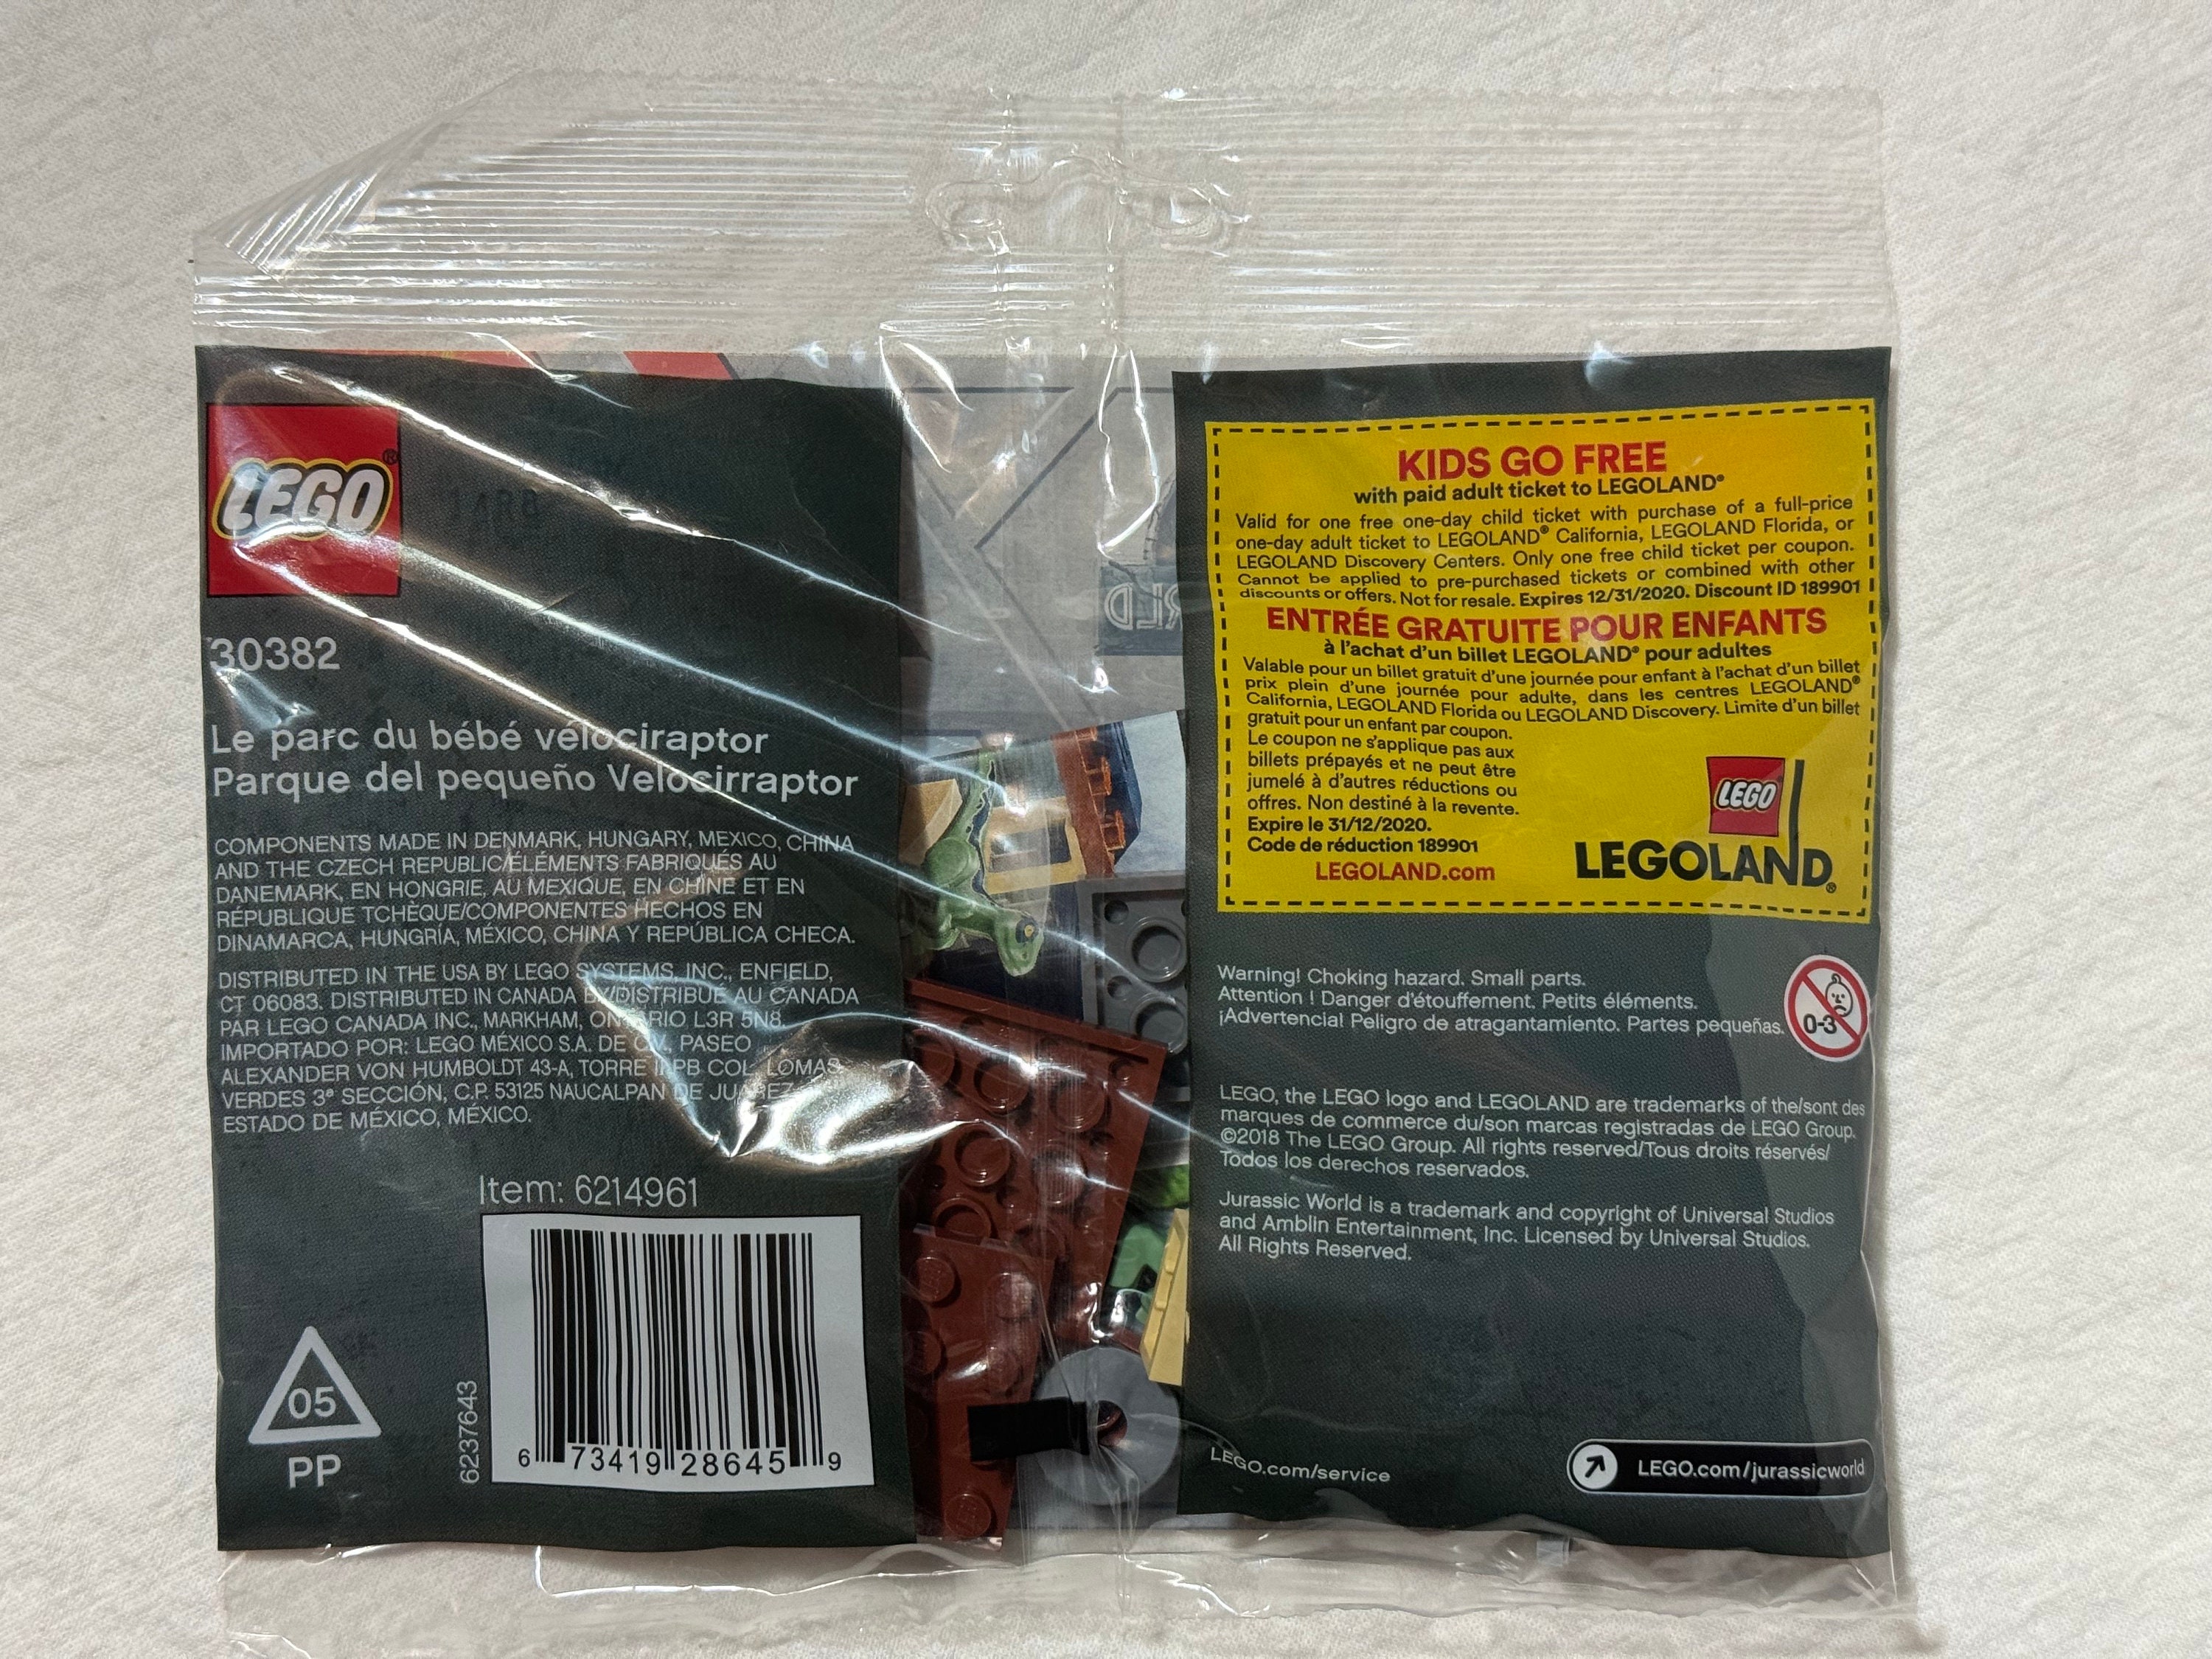 LEGO®
14R8
30382
Le parc du bébé vélociraptor
Parque del pequeño Velocirraptor
COMPONENTS MADE IN DENMARK, HUNGARY, MEXICO, CHINA
AND THE CZECH REPUBLIC/ÉLÉMENTS FABRIQUÉS AU
DANEMARK, EN HONGRIE, AU MEXIQUE, EN CHINE ET EN
RÉPUBLIQUE TCHÈQUE/COMPONENTES HECHOS EN
DINAMARCA, HUNGRÍA, MÉXICO, CHINA Y REPÚBLICA CHECA.
DISTRIBUTED IN THE USA BY LEGO SYSTEMS, INC., ENFIELD,
CT 06083. DISTRIBUTED IN CANADA BY/DISTRIBUÉ AU CANADA
PAR LEGO CANADA INC., MARKHAM, ONTARIO L3R 5N8.
IMPORTADO POR: LEGO MÉXICO S.A. DE C.V., PASEO
ALEXANDER VON HUMBOLDT 43-A, TORRE 1, PB COL. LOMAS
VERDES 3ª SECCIÓN, C.P. 53125 NAUCALPAN DE JUÁREZ,
ESTADO DE MÉXICO, MÉXICO.
Item: 6214961
6 73419 28645 9
6237643
05
PP
KIDS GO FREE
with paid adult ticket to LEGOLAND®
Valid for one free one-day child ticket with purchase of a full-price
one-day adult ticket to LEGOLAND® California, LEGOLAND Florida, or
LEGOLAND Discovery Centers. Only one free child ticket per coupon.
Cannot be applied to pre-purchased tickets or combined with other
discounts or offers. Not for resale. Expires 12/31/2020. Discount ID 189901
ENTRÉE GRATUITE POUR ENFANTS
à l'achat d'un billet LEGOLAND® pour adultes
Valable pour un billet gratuit d'une journée pour enfant à l'achat d'un billet
prix plein d'une journée pour adulte, dans les centres LEGOLAND®
California, LEGOLAND Florida ou LEGOLAND Discovery. Limite d'un billet
gratuit pour un enfant par coupon.
Le coupon ne s'applique pas aux
billets prépayés et ne peut être
jumelé à d'autres réductions ou
offres. Non destiné à la revente.
Expire le 31/12/2020.
Code de réduction 189901
LEGOLAND.com
LEGO
LEGOLAND®
Warning! Choking hazard. Small parts.
Attention ! Danger d'étouffement. Petits éléments.
¡Advertencia! Peligro de atragantamiento. Partes pequeñas.
0-3
LEGO, the LEGO logo and LEGOLAND are trademarks of the/sont des
marques de commerce du/son marcas registradas de LEGO Group.
©2018 The LEGO Group. All rights reserved/Tous droits réservés/
Todos los derechos reservados.
Jurassic World is a trademark and copyright of Universal Studios
and Amblin Entertainment, Inc. Licensed by Universal Studios.
All Rights Reserved.
LEGO.com/service
LEGO.com/jurassicworld